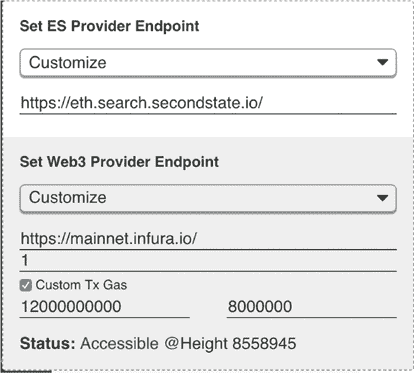 Set ES Provider Endpoint
Customize
https://eth.search.secondstate.io/
Set Web3 Provider Endpoint
Customize
https://mainnet.infura.io/
1
Custom Tx Gas
12000000000 8000000
Status: Accessible @Height 8558945